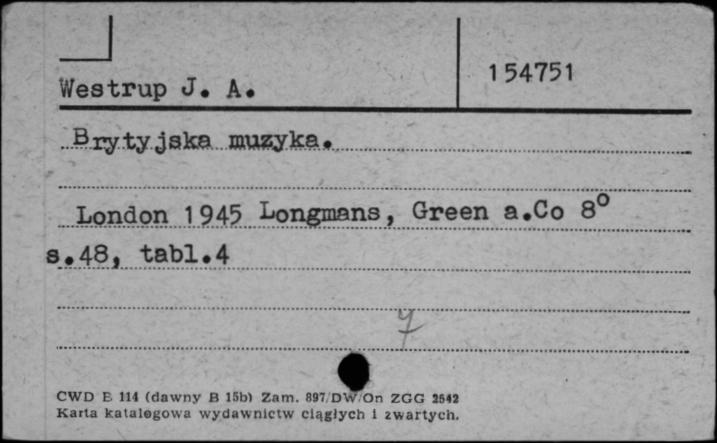 154751
Westrup J. A.
Brytyjska muzyka.
London 1945 Longmans, Green a.Co 8°
s.48, tabl.4
7
CWD E 114 (dawny B 15b) Zam. 897/DW/On ZGG 2542
Karta katalogowa wydawnictw ciągłych i zwartych.